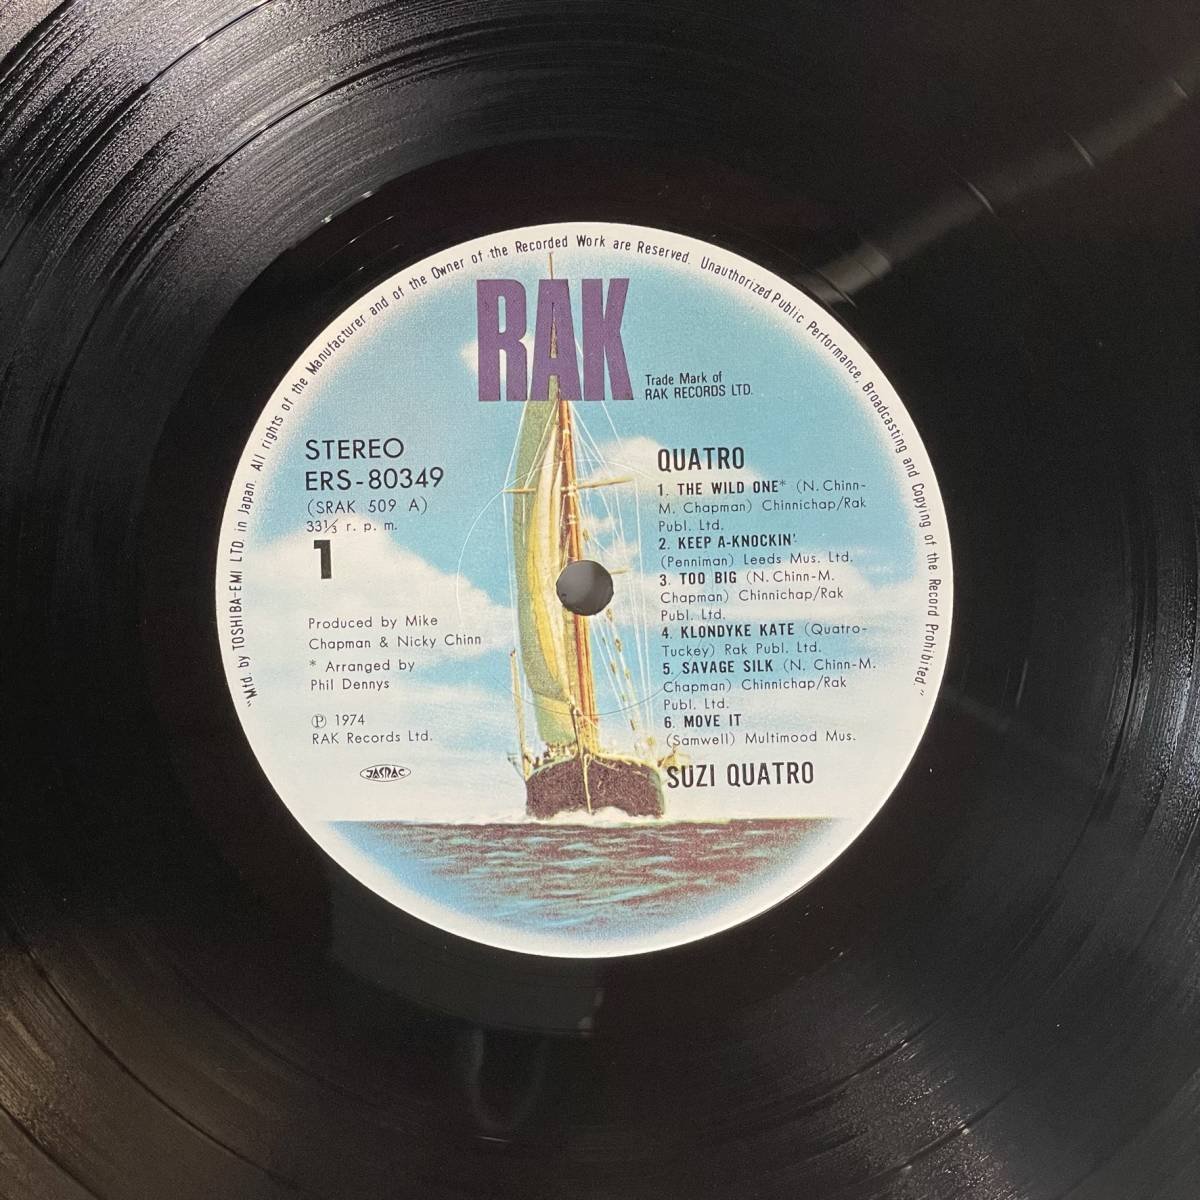 "Mfd. by TOSHIBA-EMI LTD. in Japan. All rights of the Manufacturer and of the Owner of the Recorded Work are Reserved. Unauthorized Public Performance, Broadcasting and Copying of the Record Prohibited."
RAK
Trade Mark of
RAK RECORDS LTD.
STEREO
ERS-80349
(SRAK 509 A)
33⅓ r. p. m.
1
Produced by Mike
Chapman & Nicky Chinn
* Arranged by
Phil Dennys
Ⓟ 1974
RAK Records Ltd.
JASRAC
QUATRO
1. THE WILD ONE* (N. Chinn-
M. Chapman) Chinnichap/Rak
Publ. Ltd.
2. KEEP A-KNOCKIN'
(Penniman) Leeds Mus. Ltd.
3. TOO BIG (N. Chinn-M.
Chapman) Chinnichap/Rak
Publ. Ltd.
4. KLONDYKE KATE (Quatro-
Tuckey) Rak Publ. Ltd.
5. SAVAGE SILK (N. Chinn-M.
Chapman) Chinnichap/Rak
Publ. Ltd.
6. MOVE IT
(Samwell) Multimood Mus.
SUZI QUATRO